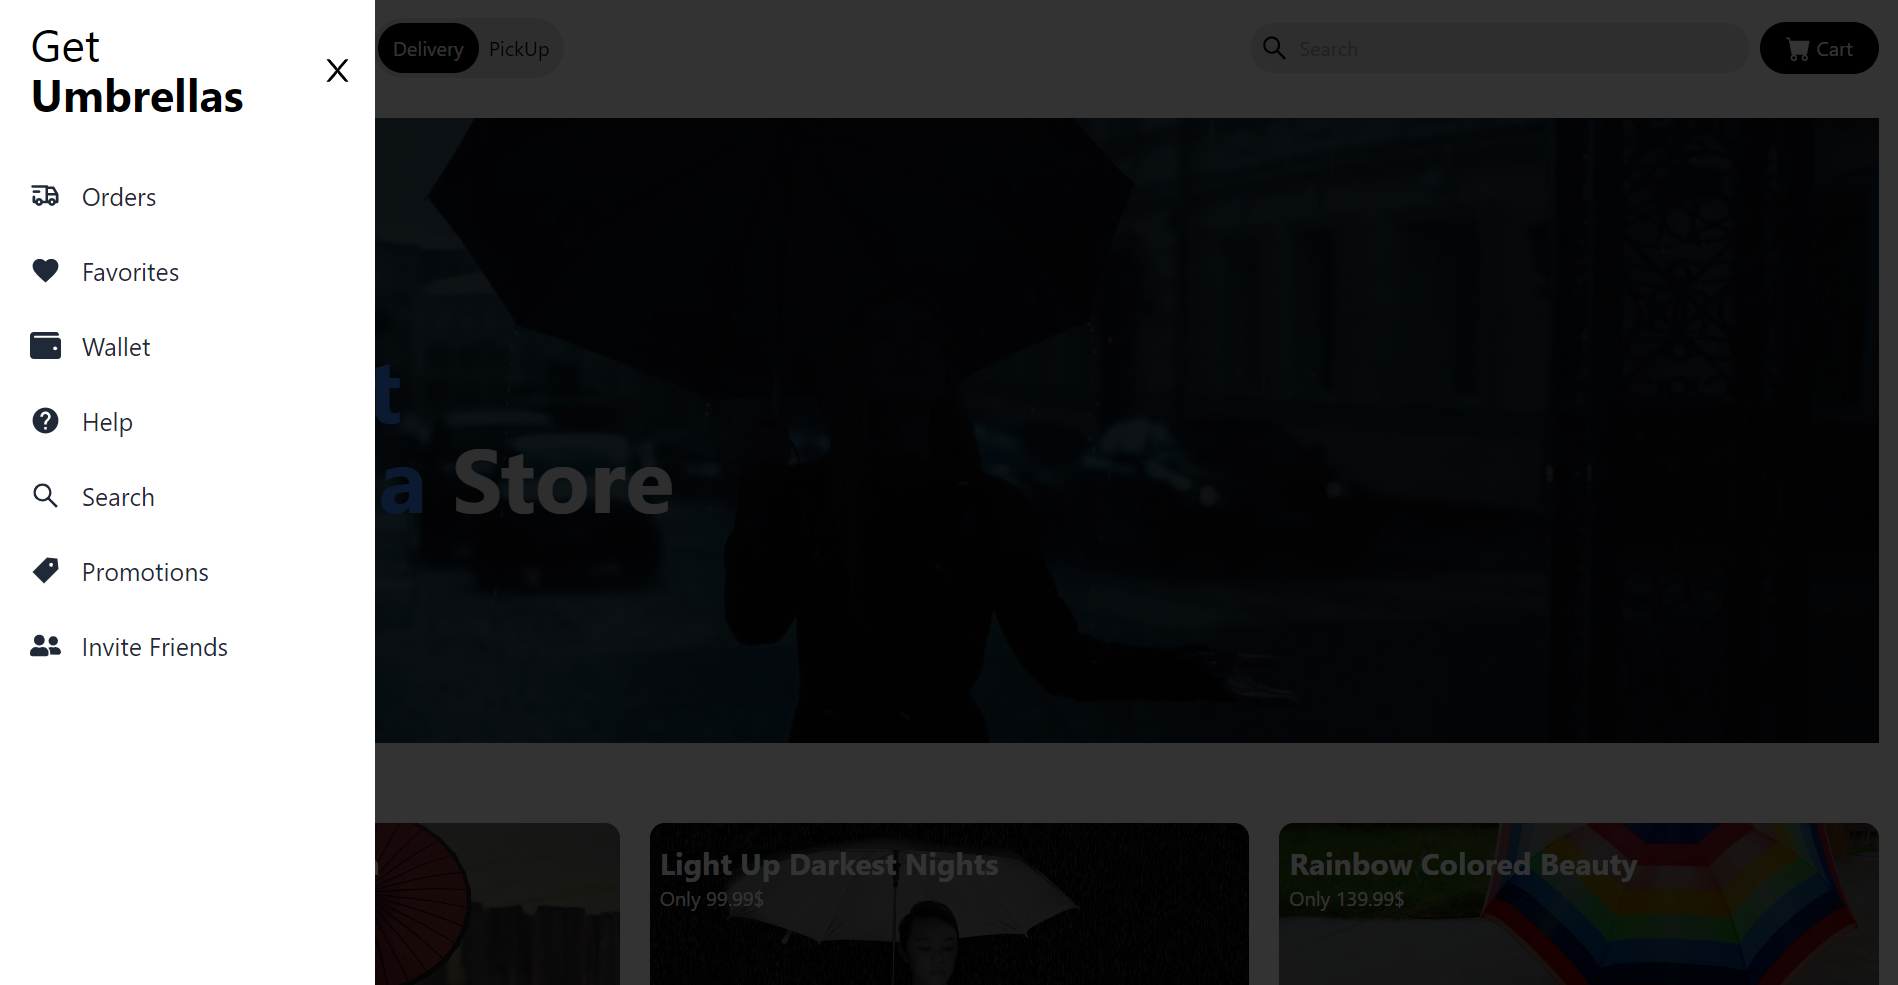 Get
Umbrellas
Orders
Favorites
Wallet
Help
Search
Promotions
Invite Friends
Delivery
PickUp
Search
Cart
t
a Store
Light Up Darkest Nights
Only 99.99$
Rainbow Colored Beauty
Only 139.99$